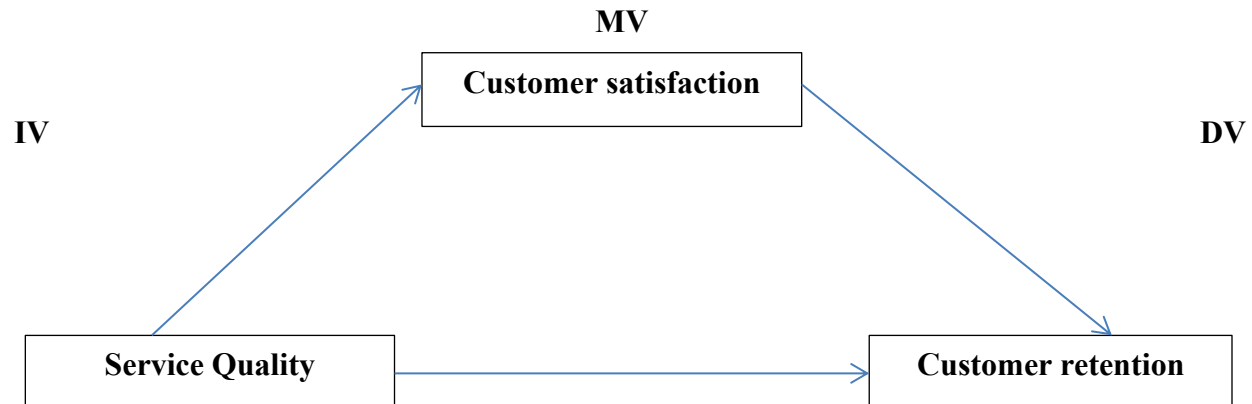 MV
Customer satisfaction
IV
DV
Service Quality
Customer retention